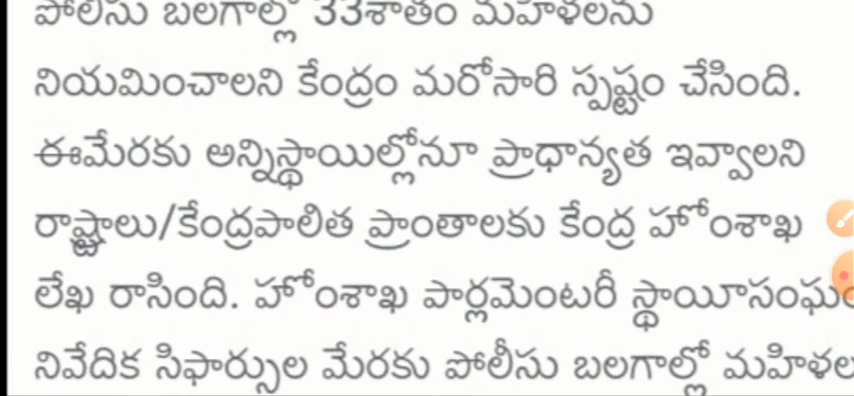 పోలీసు బలగాల్లో 33శాతం మహిళలను
నియమించాలని కేంద్రం మరోసారి స్పష్టం చేసింది.
ఈమేరకు అన్నిస్థాయిల్లోనూ ప్రాధాన్యత ఇవ్వాలని
రాష్ట్రాలు/కేంద్రపాలిత ప్రాంతాలకు కేంద్ర హోంశాఖ
లేఖ రాసింది. హోంశాఖ పార్లమెంటరీ స్థాయీసంఘం
నివేదిక సిఫార్సుల మేరకు పోలీసు బలగాల్లో మహిళల